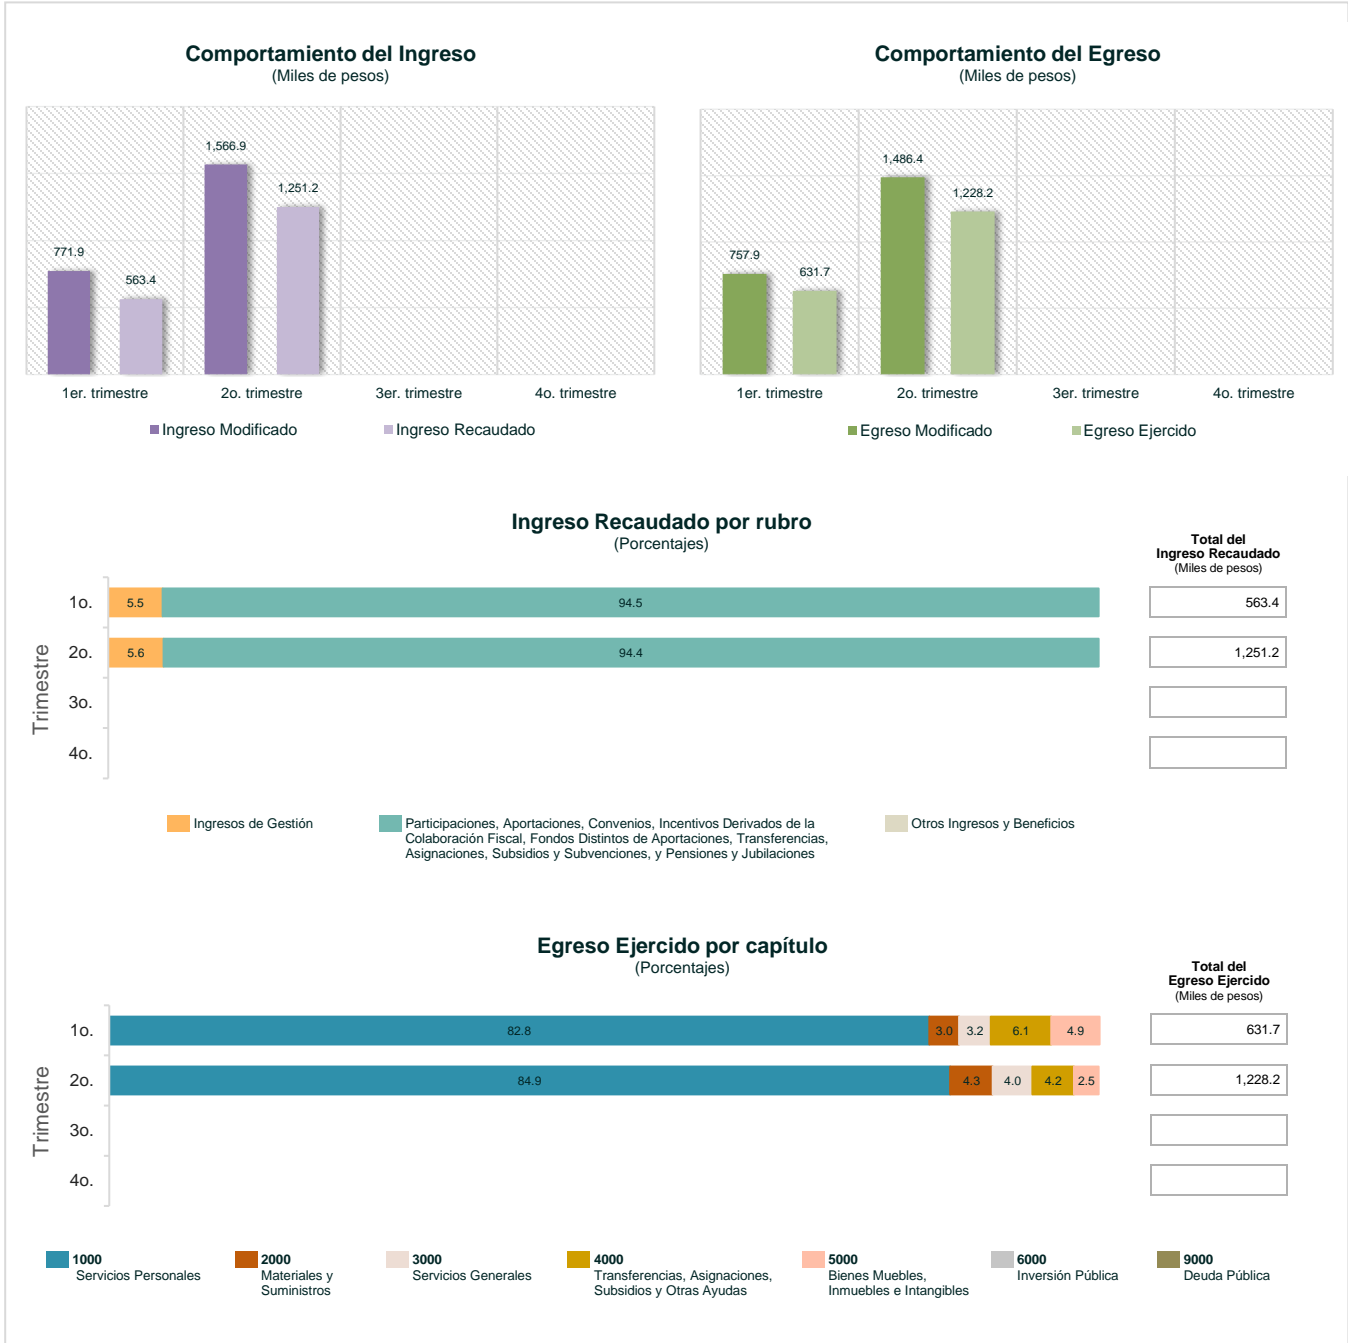 Comportamiento del Ingreso
(Miles de pesos)
1,566.9
1,251.2
771.9
563.4
1er. trimestre 2o. trimestre 3er. trimestre 4o. trimestre
Ingreso Modificado Ingreso Recaudado
Comportamiento del Egreso
(Miles de pesos)
1,486.4
1,228.2
757.9
631.7
1er. trimestre 2o. trimestre 3er. trimestre 4o. trimestre
Egreso Modificado Egreso Ejercido
Ingreso Recaudado por rubro
(Porcentajes)
Total del
Ingreso Recaudado
(Miles de pesos)
Trimestre
1o. 5.5 94.5 563.4
2o. 5.6 94.4 1,251.2
3o.
4o.
Ingresos de Gestión
Participaciones, Aportaciones, Convenios, Incentivos Derivados de la
Colaboración Fiscal, Fondos Distintos de Aportaciones, Transferencias,
Asignaciones, Subsidios y Subvenciones, y Pensiones y Jubilaciones
Otros Ingresos y Beneficios
Egreso Ejercido por capítulo
(Porcentajes)
Total del
Egreso Ejercido
(Miles de pesos)
Trimestre
1o. 82.8 3.0 3.2 6.1 4.9 631.7
2o. 84.9 4.3 4.0 4.2 2.5 1,228.2
3o.
4o.
1000
Servicios Personales
2000
Materiales y
Suministros
3000
Servicios Generales
4000
Transferencias, Asignaciones,
Subsidios y Otras Ayudas
5000
Bienes Muebles,
Inmuebles e Intangibles
6000
Inversión Pública
9000
Deuda Pública